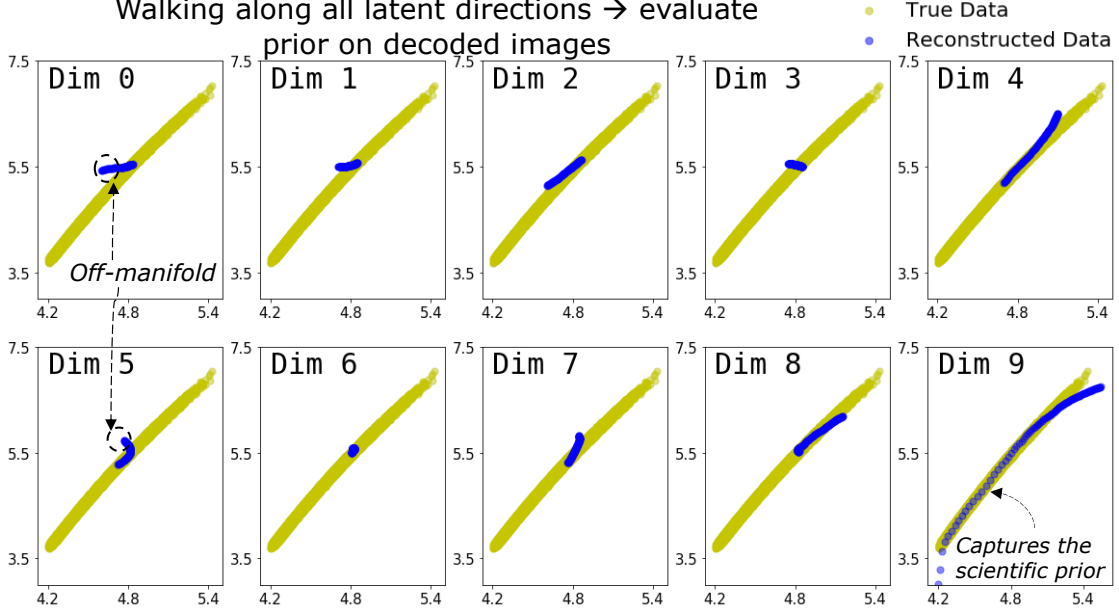 Walking along all latent directions → evaluate
prior on decoded images
True Data
Reconstructed Data
7.5
5.5
3.5
4.2 4.8 5.4
Dim 0
Off-manifold
7.5
5.5
3.5
4.2 4.8 5.4
Dim 1
7.5
5.5
3.5
4.2 4.8 5.4
Dim 2
7.5
5.5
3.5
4.2 4.8 5.4
Dim 3
7.5
5.5
3.5
4.2 4.8 5.4
Dim 4
7.5
5.5
3.5
4.2 4.8 5.4
Dim 5
7.5
5.5
3.5
4.2 4.8 5.4
Dim 6
7.5
5.5
3.5
4.2 4.8 5.4
Dim 7
7.5
5.5
3.5
4.2 4.8 5.4
Dim 8
7.5
5.5
3.5
4.2 4.8 5.4
Dim 9
Captures the
scientific prior